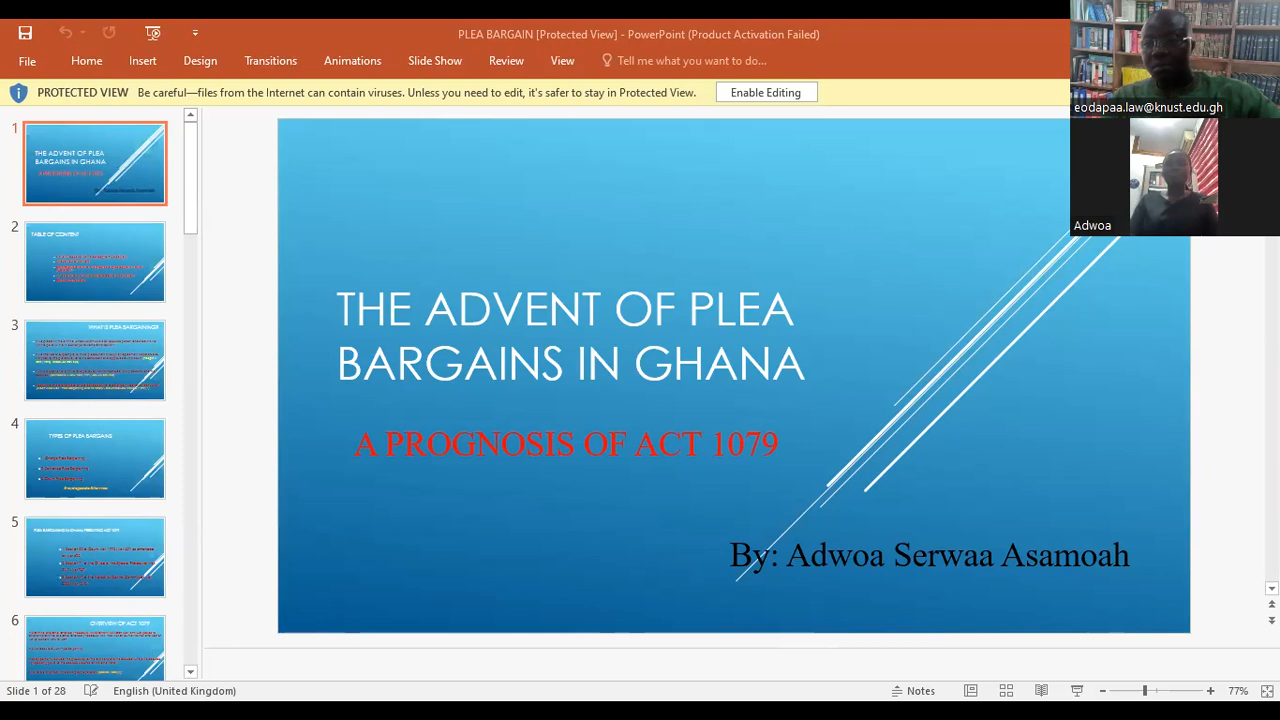 PLEA BARGAIN [Protected View] - PowerPoint (Product Activation Failed)
File Home Insert Design Transitions Animations Slide Show Review View Tell me what you want to do...
PROTECTED VIEW Be careful—files from the Internet can contain viruses. Unless you need to edit, it's safer to stay in Protected View. Enable Editing
eodapaa.law@knust.edu.gh
Adwoa
1
THE ADVENT OF PLEA
BARGAINS IN GHANA
2
TABLE OF CONTENT
3
WHAT IS PLEA BARGAINING?
4
TYPES OF PLEA BARGAINS
5
6
OVERVIEW OF ACT 1079
THE ADVENT OF PLEA
BARGAINS IN GHANA
A PROGNOSIS OF ACT 1079
By: Adwoa Serwaa Asamoah
Slide 1 of 28 English (United Kingdom) Notes 77%